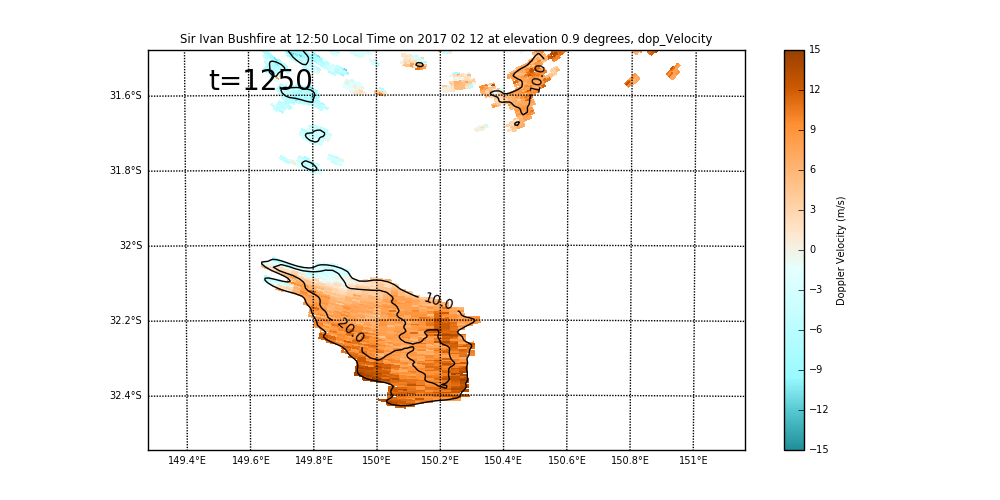 Sir Ivan Bushfire at 12:50 Local Time on 2017 02 12 at elevation 0.9 degrees, dop_Velocity
t=1250
31.6°S
31.8°S
32°S
32.2°S
32.4°S
149.4°E 149.6°E 149.8°E 150°E 150.2°E 150.4°E 150.6°E 150.8°E 151°E
10.0
20.0
15
12
9
6
3
0
−3
−6
−9
−12
−15
Doppler Velocity (m/s)